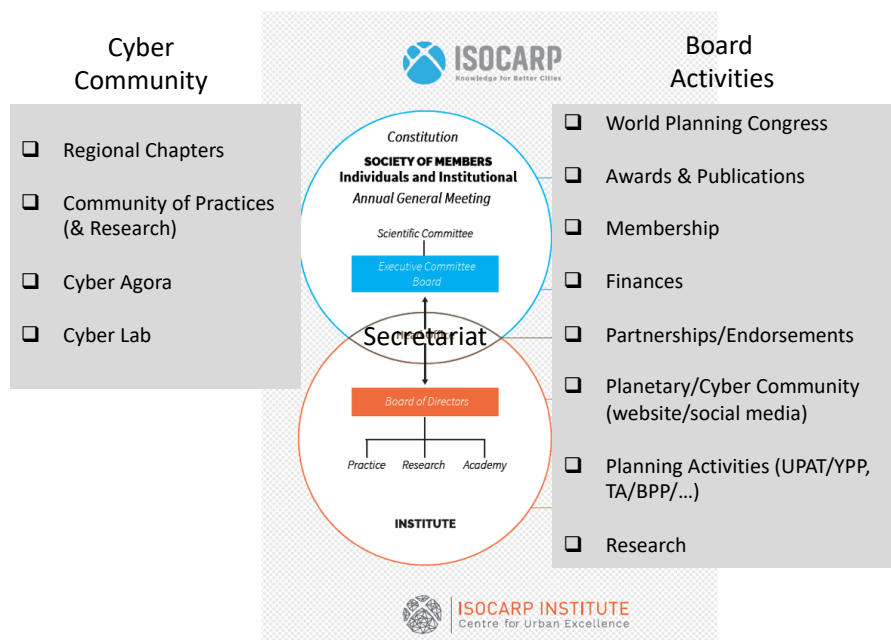 Cyber
Community
Regional Chapters
Community of Practices
(& Research)
Cyber Agora
Cyber Lab
ISOCARP
Knowledge for Better Cities
Constitution
SOCIETY OF MEMBERS
Individuals and Institutional
Annual General Meeting
Scientific Committee
Executive Committee
Board
Secretariat
Board of Directors
Practice Research Academy
INSTITUTE
ISOCARP INSTITUTE
Centre for Urban Excellence
Board
Activities
World Planning Congress
Awards & Publications
Membership
Finances
Partnerships/Endorsements
Planetary/Cyber Community
(website/social media)
Planning Activities (UPAT/YPP,
TA/BPP/...)
Research